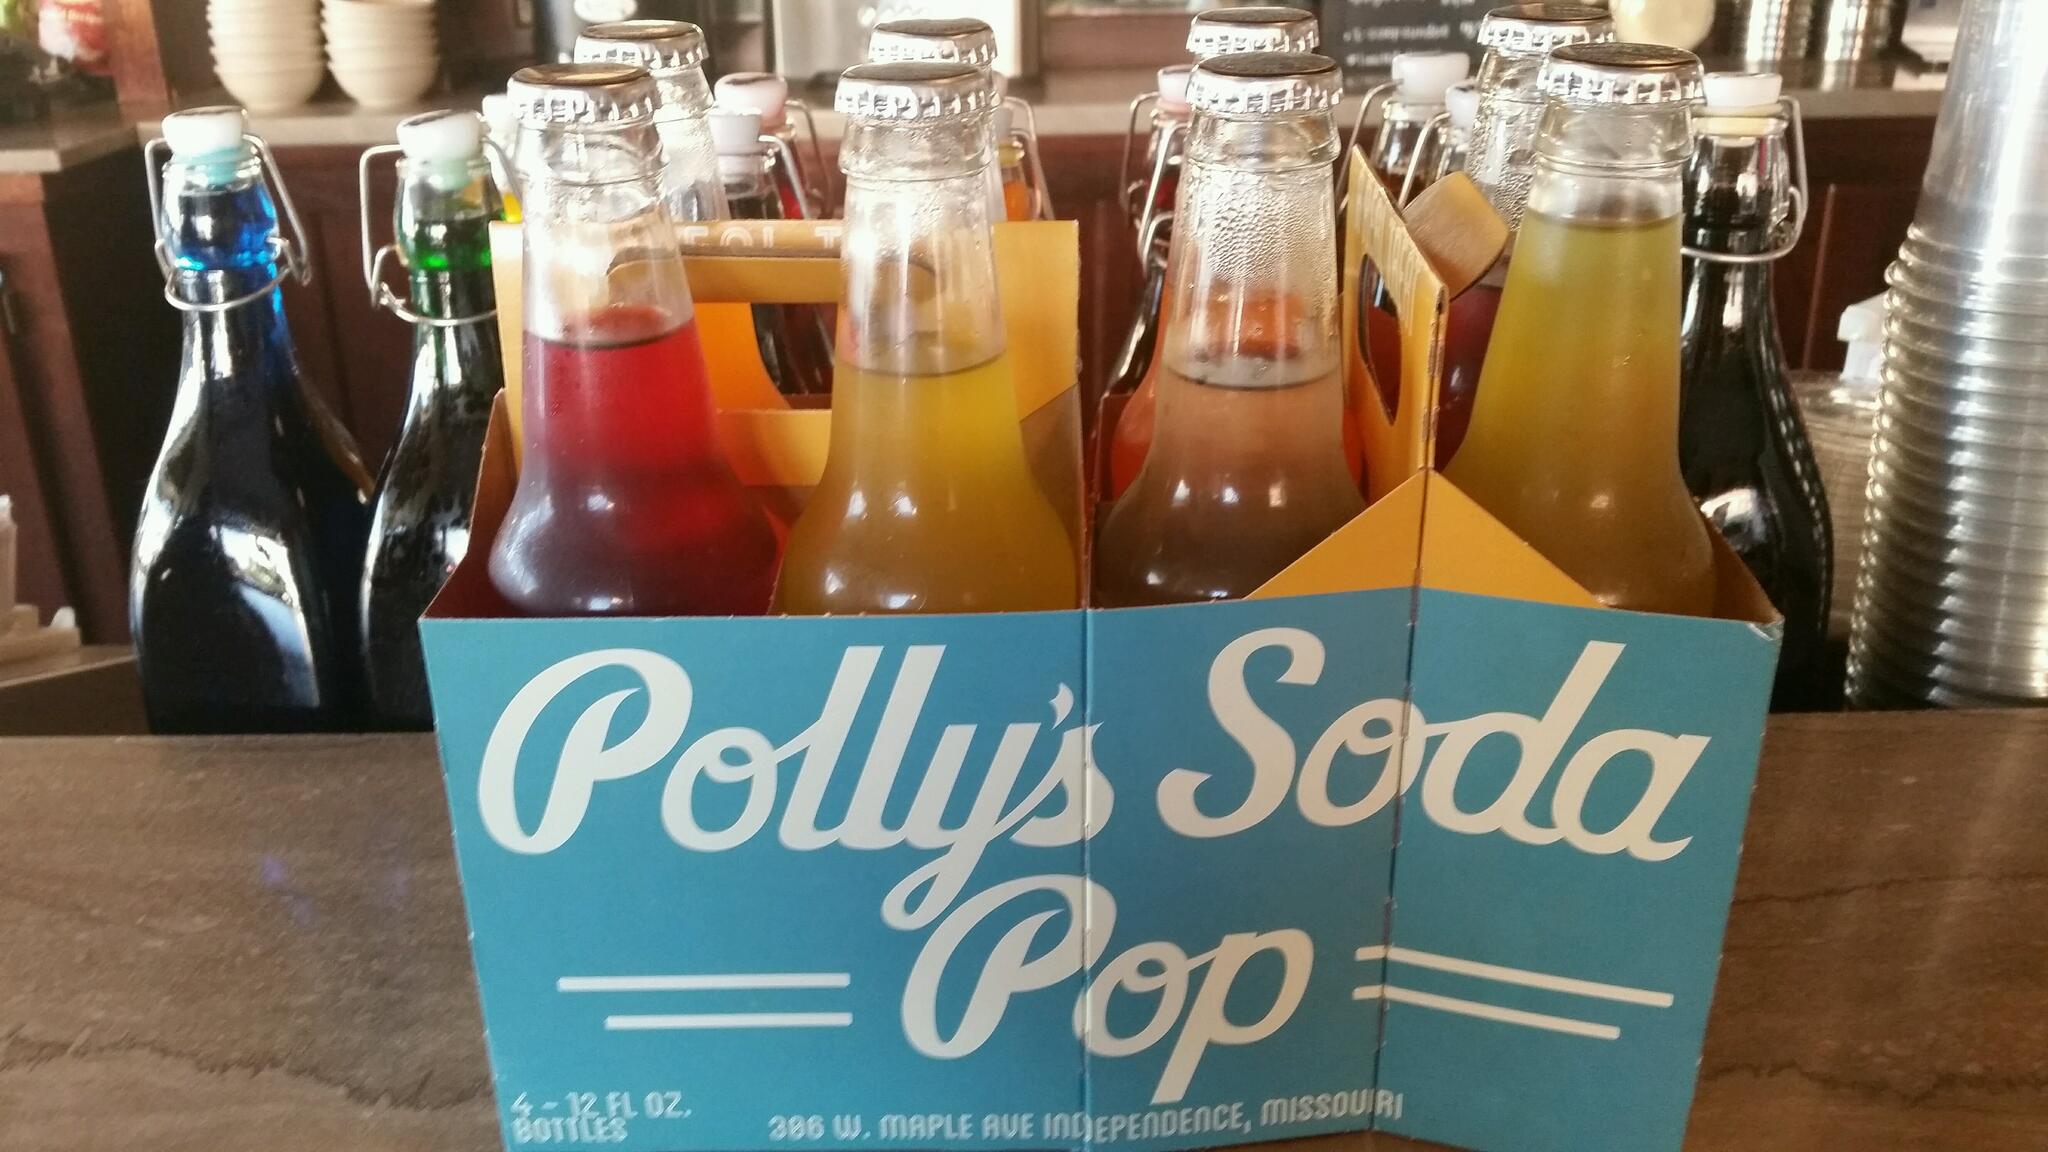 Polly's Soda
Pop
4 - 12 FL OZ.
BOTTLES
306 W. MAPLE AVE INDEPENDENCE, MISSOURI